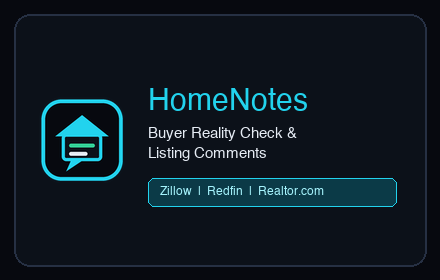 HomeNotes
Buyer Reality Check &
Listing Comments
Zillow | Redfin | Realtor.com